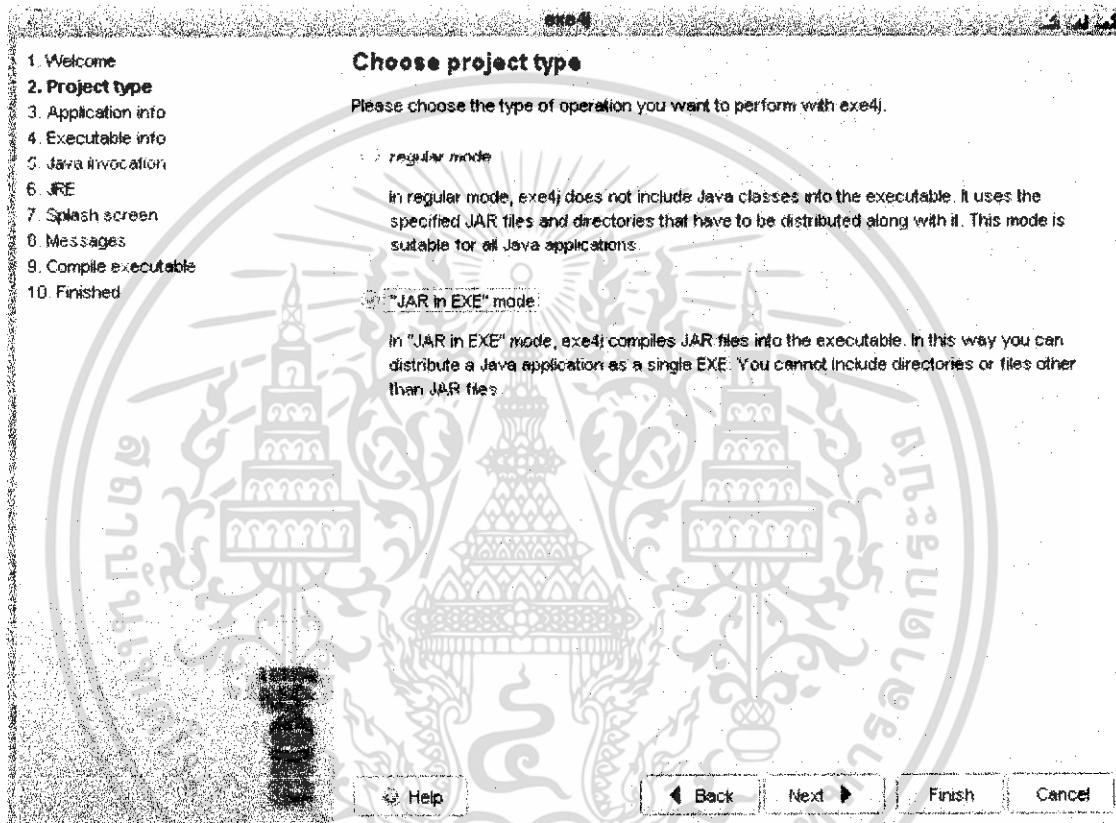 exe4j
1. Welcome
2. Project type
3. Application info
4. Executable info
5. Java invocation
6. JRE
7. Splash screen
8. Messages
9. Compile executable
10. Finished
Choose project type
Please choose the type of operation you want to perform with exe4j.
regular mode
In regular mode, exe4j does not include Java classes into the executable. It uses the
specified JAR files and directories that have to be distributed along with it. This mode is
suitable for all Java applications.
"JAR in EXE" mode
In "JAR in EXE" mode, exe4j compiles JAR files into the executable. In this way you can
distribute a Java application as a single EXE. You cannot include directories or files other
than JAR files
Help
Back
Next
Finish
Cancel